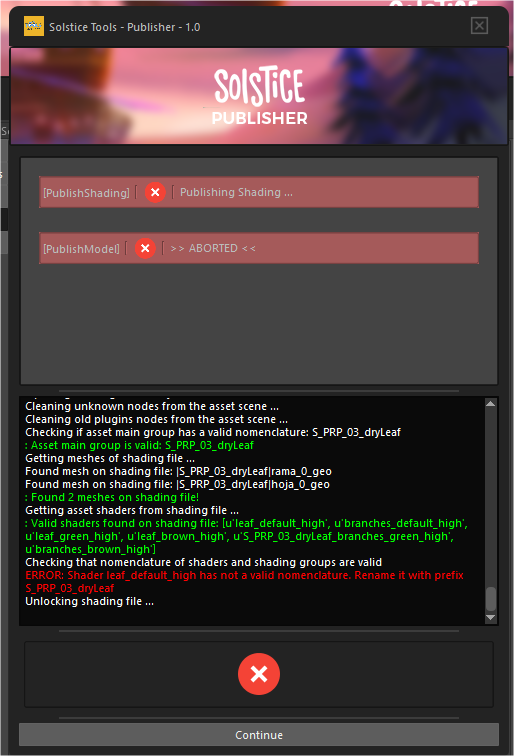 Solstice Tools - Publisher - 1.0
SOLSTICE
PUBLISHER
[PublishShading] | | Publishing Shading ...
[PublishModel] | | >> ABORTED <<
Cleaning unknown nodes from the asset scene ...
Cleaning old plugins nodes from the asset scene ...
Checking if asset main group has a valid nomenclature: S_PRP_03_dryLeaf
: Asset main group is valid: S_PRP_03_dryLeaf
Getting meshes of shading file ...
Found mesh on shading file: |S_PRP_03_dryLeaf|rama_0_geo
Found mesh on shading file: |S_PRP_03_dryLeaf|hoja_0_geo
: Found 2 meshes on shading file!
Getting asset shaders from shading file ...
: Valid shaders found on shading file: [u'leaf_default_high', u'branches_default_high',
u'leaf_green_high', u'leaf_brown_high', u'S_PRP_03_dryLeaf_branches_green_high',
u'branches_brown_high']
Checking that nomenclature of shaders and shading groups are valid
ERROR: Shader leaf_default_high has not a valid nomenclature. Rename it with prefix
S_PRP_03_dryLeaf
Unlocking shading file ...
Continue